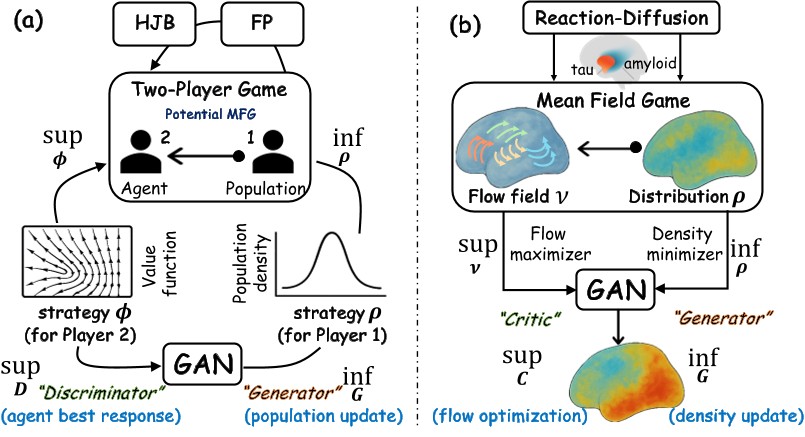 (a)
HJB
FP
Two-Player Game
Potential MFG
2
1
Agent
Population
sup
ϕ
inf
ρ
Value
function
Population
density
strategy ϕ
(for Player 2)
strategy ρ
(for Player 1)
GAN
sup
D
"Discriminator"
"Generator"
inf
G
(agent best response)
(population update)
(b)
Reaction-Diffusion
tau
amyloid
Mean Field Game
Flow field ν
Distribution ρ
sup
ν
Flow
maximizer
Density
minimizer
inf
ρ
GAN
"Critic"
"Generator"
sup
C
inf
G
(flow optimization)
(density update)